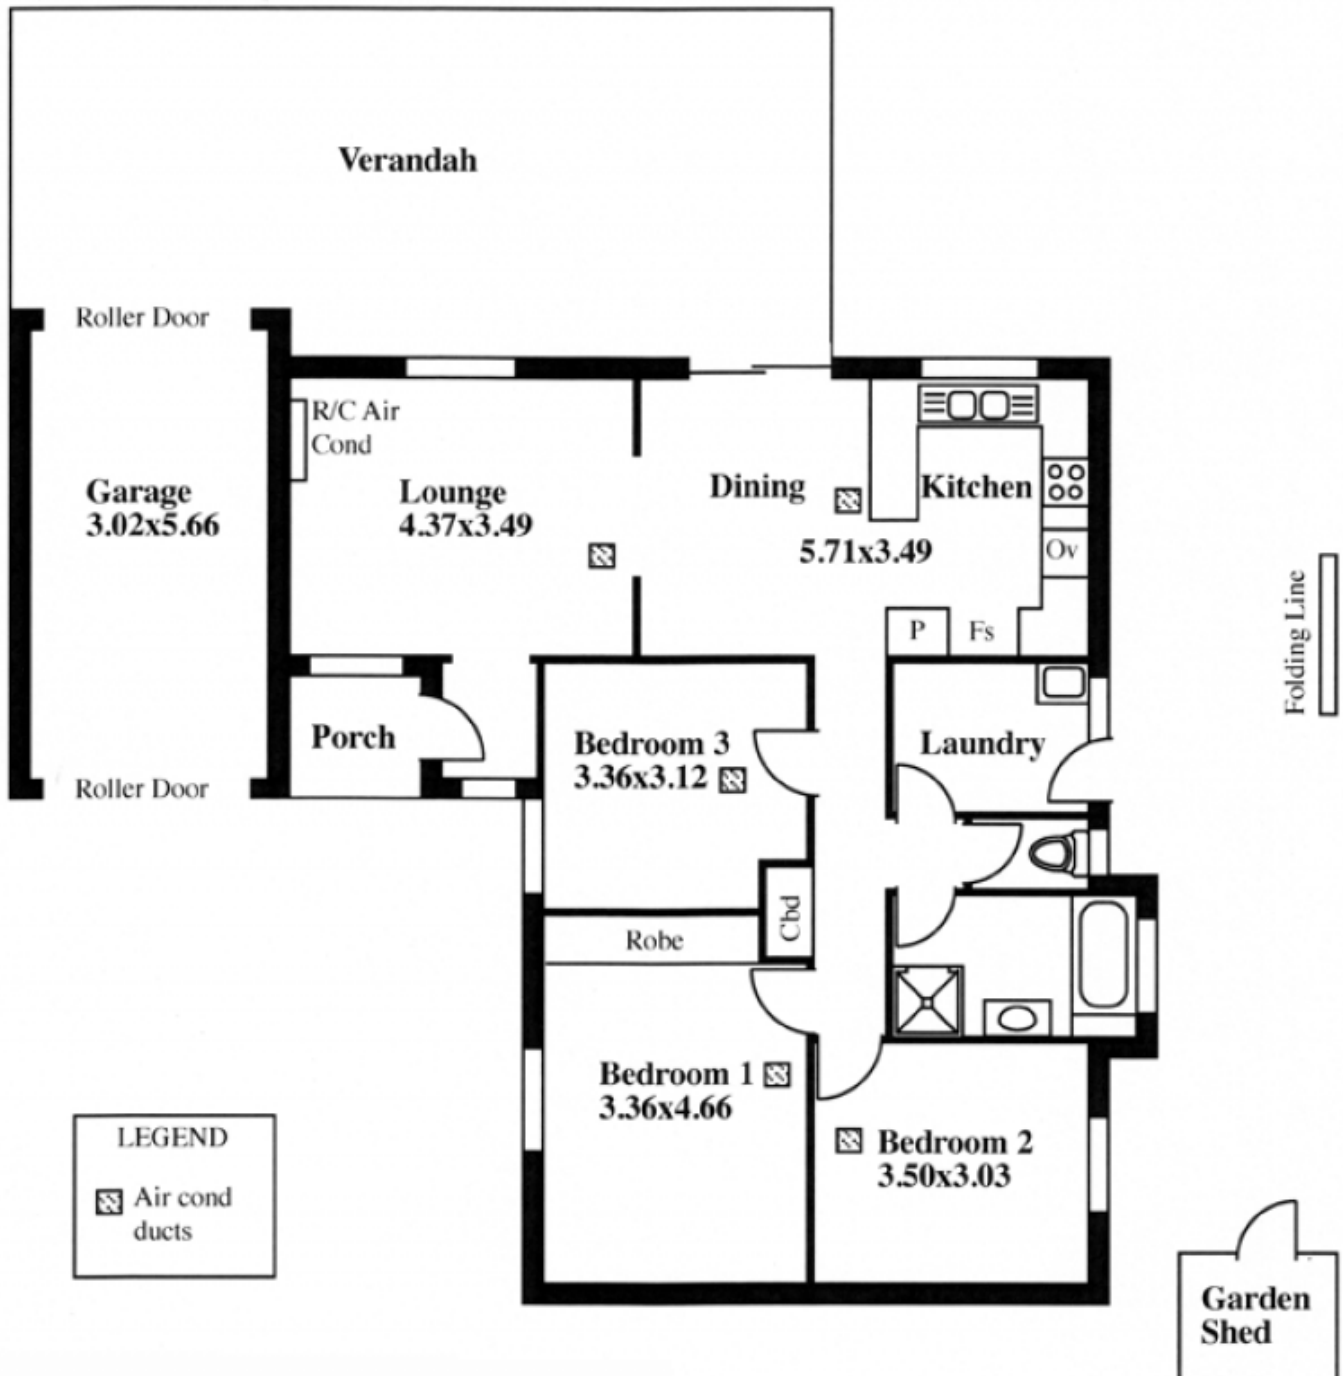 Verandah
Roller Door
R/C Air
Cond
Garage
3.02x5.66
Lounge
4.37x3.49
Dining
Kitchen
5.71x3.49
Ov
P
Fs
Folding Line
Porch
Bedroom 3
3.36x3.12
Laundry
Roller Door
Cbd
Robe
Bedroom 1
3.36x4.66
Bedroom 2
3.50x3.03
LEGEND
Air cond
ducts
Garden
Shed